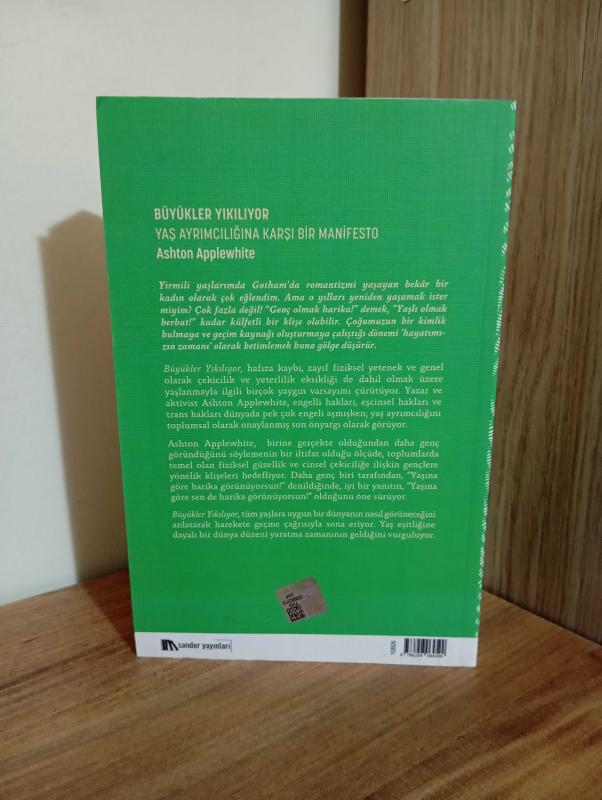 BÜYÜKLER YIKILIYOR
YAŞ AYRIMCILIĞINA KARŞI BİR MANİFESTO
Ashton Applewhite
Yirmili yaşlarımda Gotham'da romantizmi yaşayan bekâr bir
kadın olarak çok eğlendim. Ama o yılları yeniden yaşamak ister
miyim? Çok fazla değil! "Genç olmak harika!" demek, "Yaşlı olmak
berbat!" kadar külfetli bir klişe olabilir. Çoğumuzun bir kimlik
bulmaya ve geçim kaynağı oluşturmaya çalıştığı dönemi 'hayatımı-
zın zamanı' olarak betimlemek buna gölge düşürür.
Büyükler Yıkılıyor, hafıza kaybı, zayıf fiziksel yetenek ve genel
olarak çekicilik ve yeterlilik eksikliği de dahil olmak üzere
yaşlanmayla ilgili birçok yaygın varsayımı çürütüyor. Yazar ve
aktivist Ashton Applewhite, engelli hakları, eşcinsel hakları ve
trans hakları dünyada pek çok engeli aşmışken; yaş ayrımcılığını
toplumsal olarak onaylanmış son önyargı olarak görüyor.
Ashton Applewhite, birine gerçekte olduğundan daha genç
göründüğünü söylemenin bir iltifat olduğu ölçüde, toplumlarda
temel olan fiziksel güzellik ve cinsel çekiciliğe ilişkin gençlere
yönelik klişeleri hedefliyor. Daha genç biri tarafından, "Yaşına
göre harika görünüyorsun!" denildiğinde, iyi bir yanıtın, "Yaşına
göre sen de harika görünüyorsun!" olduğunu öne sürüyor.
Büyükler Yıkılıyor, tüm yaşlara uygun bir dünyanın nasıl görüneceğini
anlatarak harekete geçme çağrısıyla sona eriyor. Yaş eşitliğine
dayalı bir dünya düzeni yaratma zamanının geldiğini vurguluyor.
sander yayınları